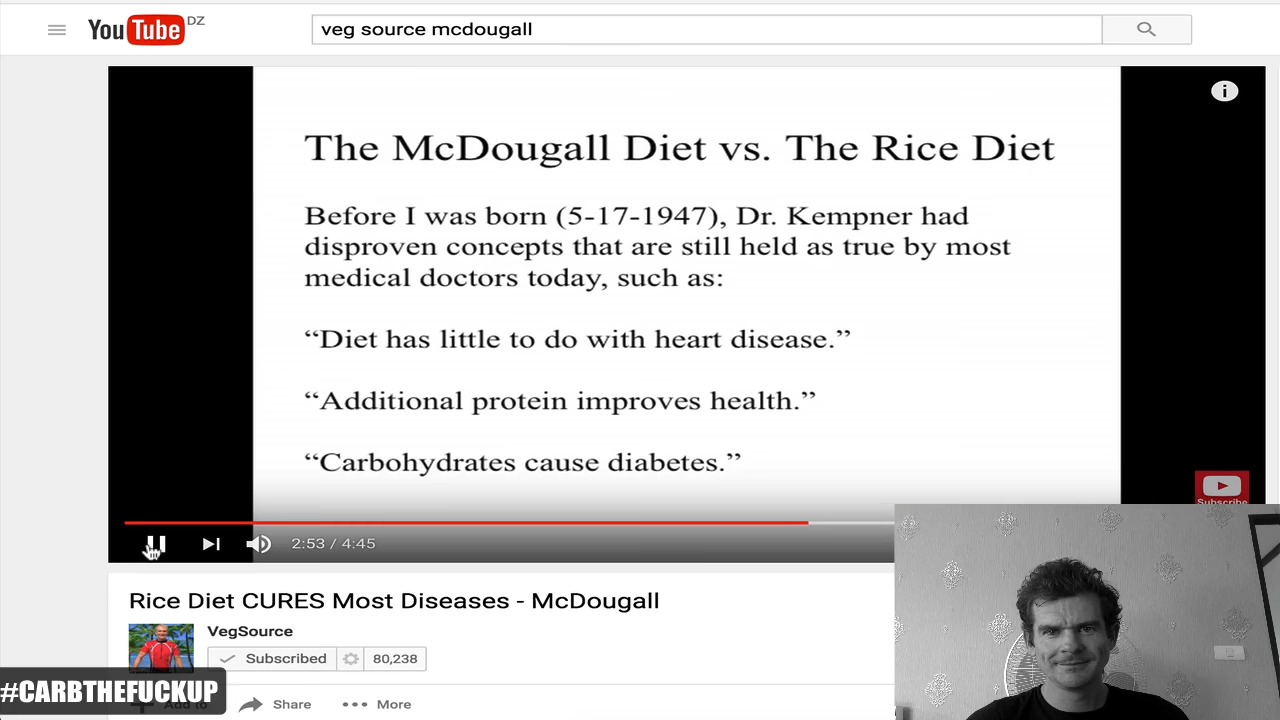 YouTube DZ
veg source mcdougall
i
The McDougall Diet vs. The Rice Diet
Before I was born (5-17-1947), Dr. Kempner had
disproven concepts that are still held as true by most
medical doctors today, such as:
“Diet has little to do with heart disease.”
“Additional protein improves health.”
“Carbohydrates cause diabetes.”
Subscribe
2:53 / 4:45
Rice Diet CURES Most Diseases - McDougall
VegSource
Subscribed 80,238
#CARBTHEFUCKUP
Add to Share More